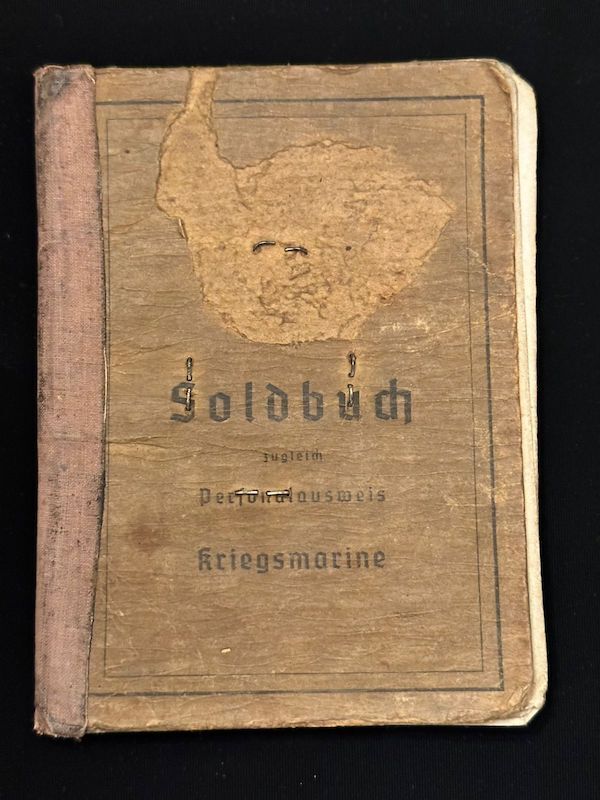 Soldbuch
zugleich
Personalausweis
Kriegsmarine